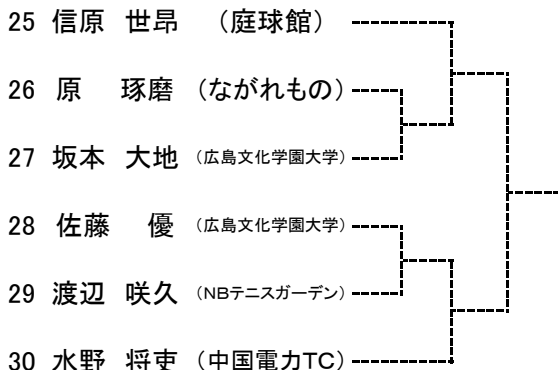 25 信原 世昂 (庭球館)
26 原 琢磨 (ながれもの)
27 坂本 大地 (広島文化学園大学)
28 佐藤 優 (広島文化学園大学)
29 渡辺 咲久 (NBテニスガーデン)
30 水野 将吏 (中国電力TC)